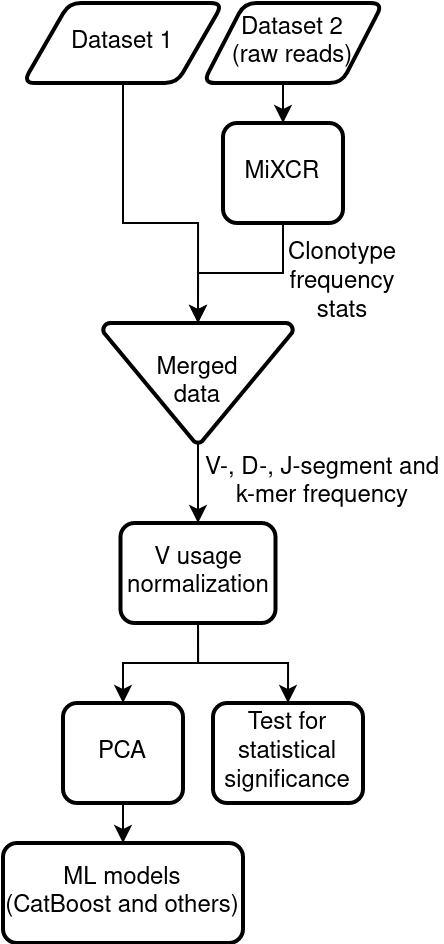 Dataset 1
Dataset 2
(raw reads)
MiXCR
Clonotype
frequency
stats
Merged
data
V-, D-, J-segment and
k-mer frequency
V usage
normalization
PCA
Test for
statistical
significance
ML models
(CatBoost and others)